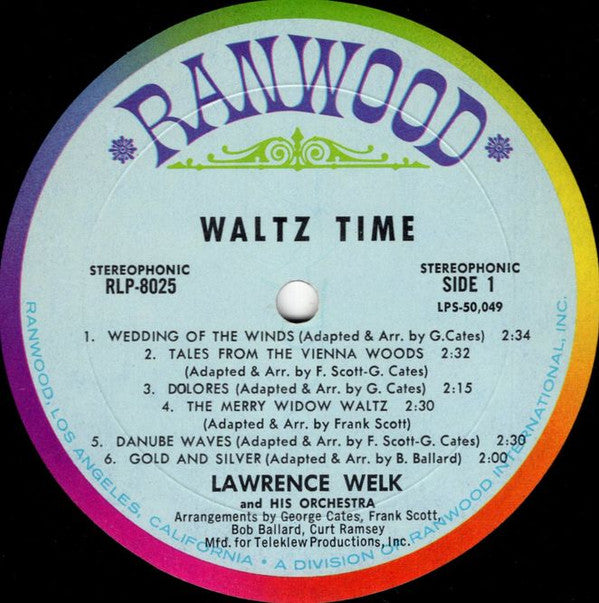 RANWOOD
WALTZ TIME
STEREOPHONIC
RLP-8025
STEREOPHONIC
SIDE 1
LPS-50,049
1. WEDDING OF THE WINDS (Adapted & Arr. by G.Cates) 2:34
2. TALES FROM THE VIENNA WOODS 2:32
(Adapted & Arr. by F. Scott-G. Cates)
3. DOLORES (Adapted & Arr. by G. Cates) 2:15
4. THE MERRY WIDOW WALTZ 2:30
(Adapted & Arr. by Frank Scott)
5. DANUBE WAVES (Adapted & Arr. by F. Scott-G. Cates) 2:30
6. GOLD AND SILVER (Adapted & Arr. by B. Ballard) 2:00
LAWRENCE WELK
and HIS ORCHESTRA
Arrangements by George Cates, Frank Scott,
Bob Ballard, Curt Ramsey
Mfd. for Teleklew Productions, Inc.
RANWOOD: LOS ANGELES, CALIFORNIA • A DIVISION OF RANWOOD INTERNATIONAL, INC.